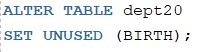 ALTER TABLE dept20
SET UNUSED (BIRTH);